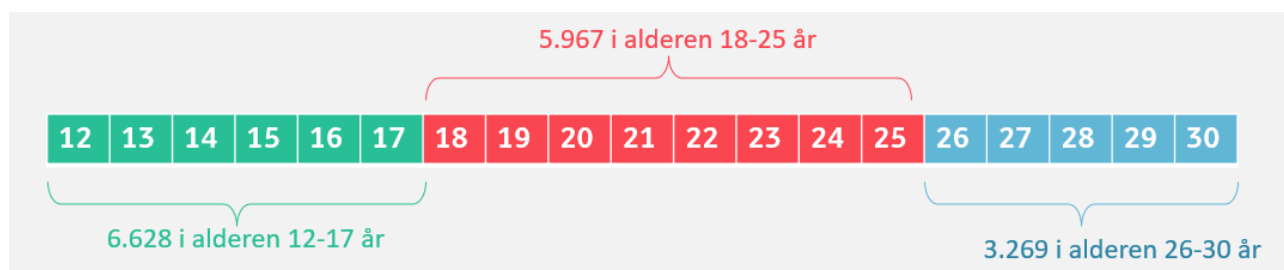 5.967 i alderen 18-25 år
12 13 14 15 16 17 18 19 20 21 22 23 24 25 26 27 28 29 30
6.628 i alderen 12-17 år
3.269 i alderen 26-30 år